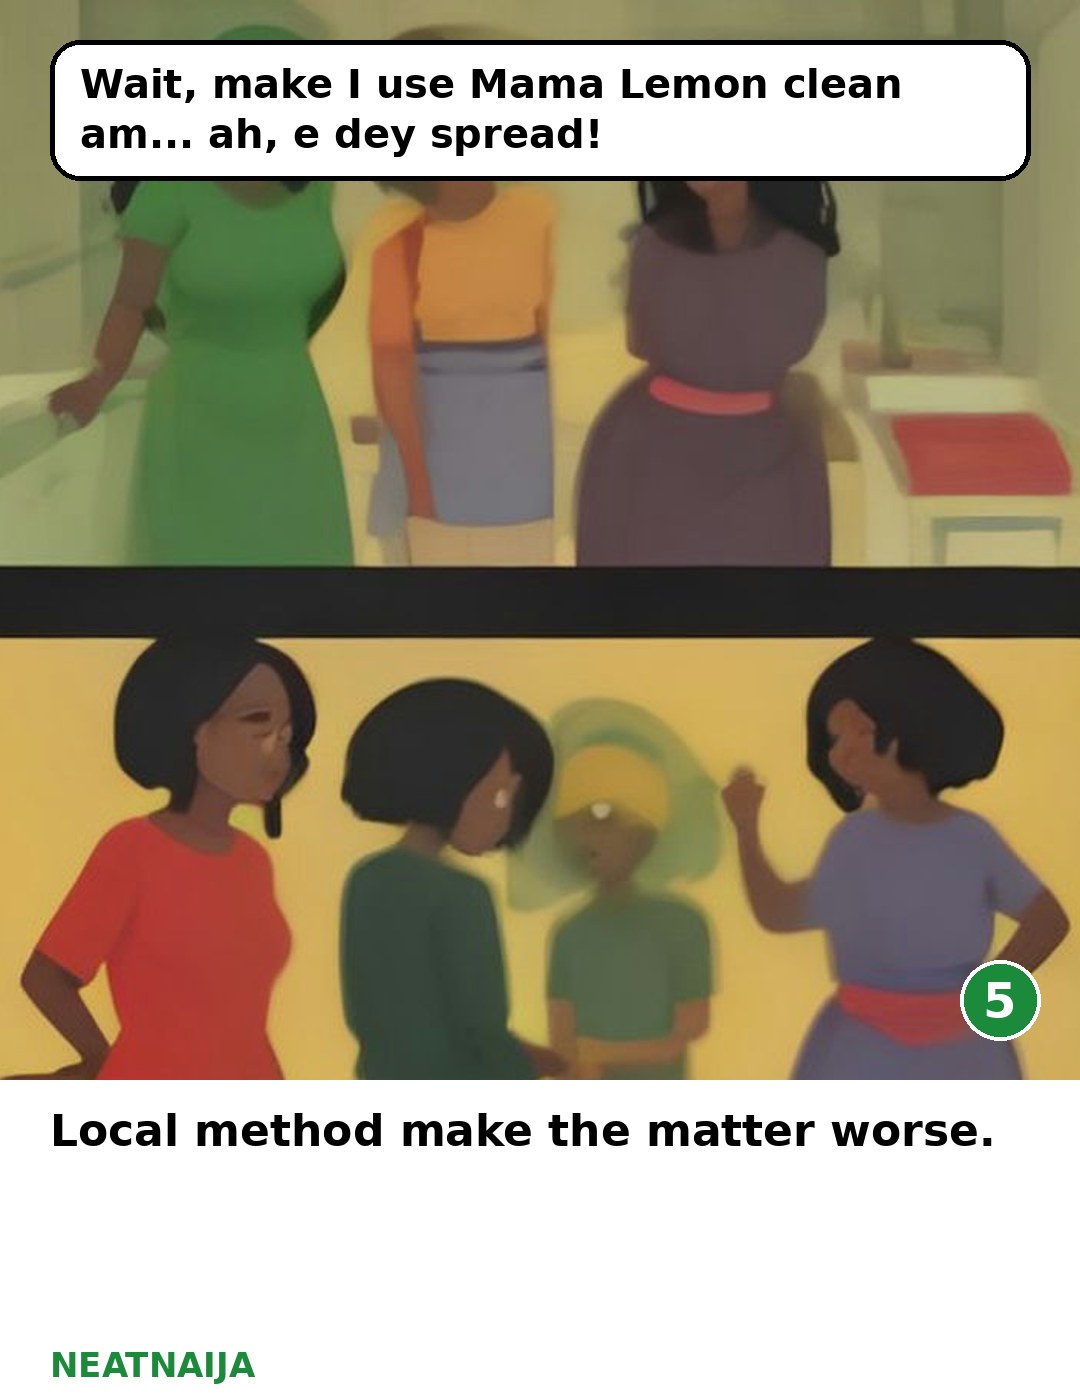 Wait, make I use Mama Lemon clean
am... ah, e dey spread!
5
Local method make the matter worse.
NEATNAIJA